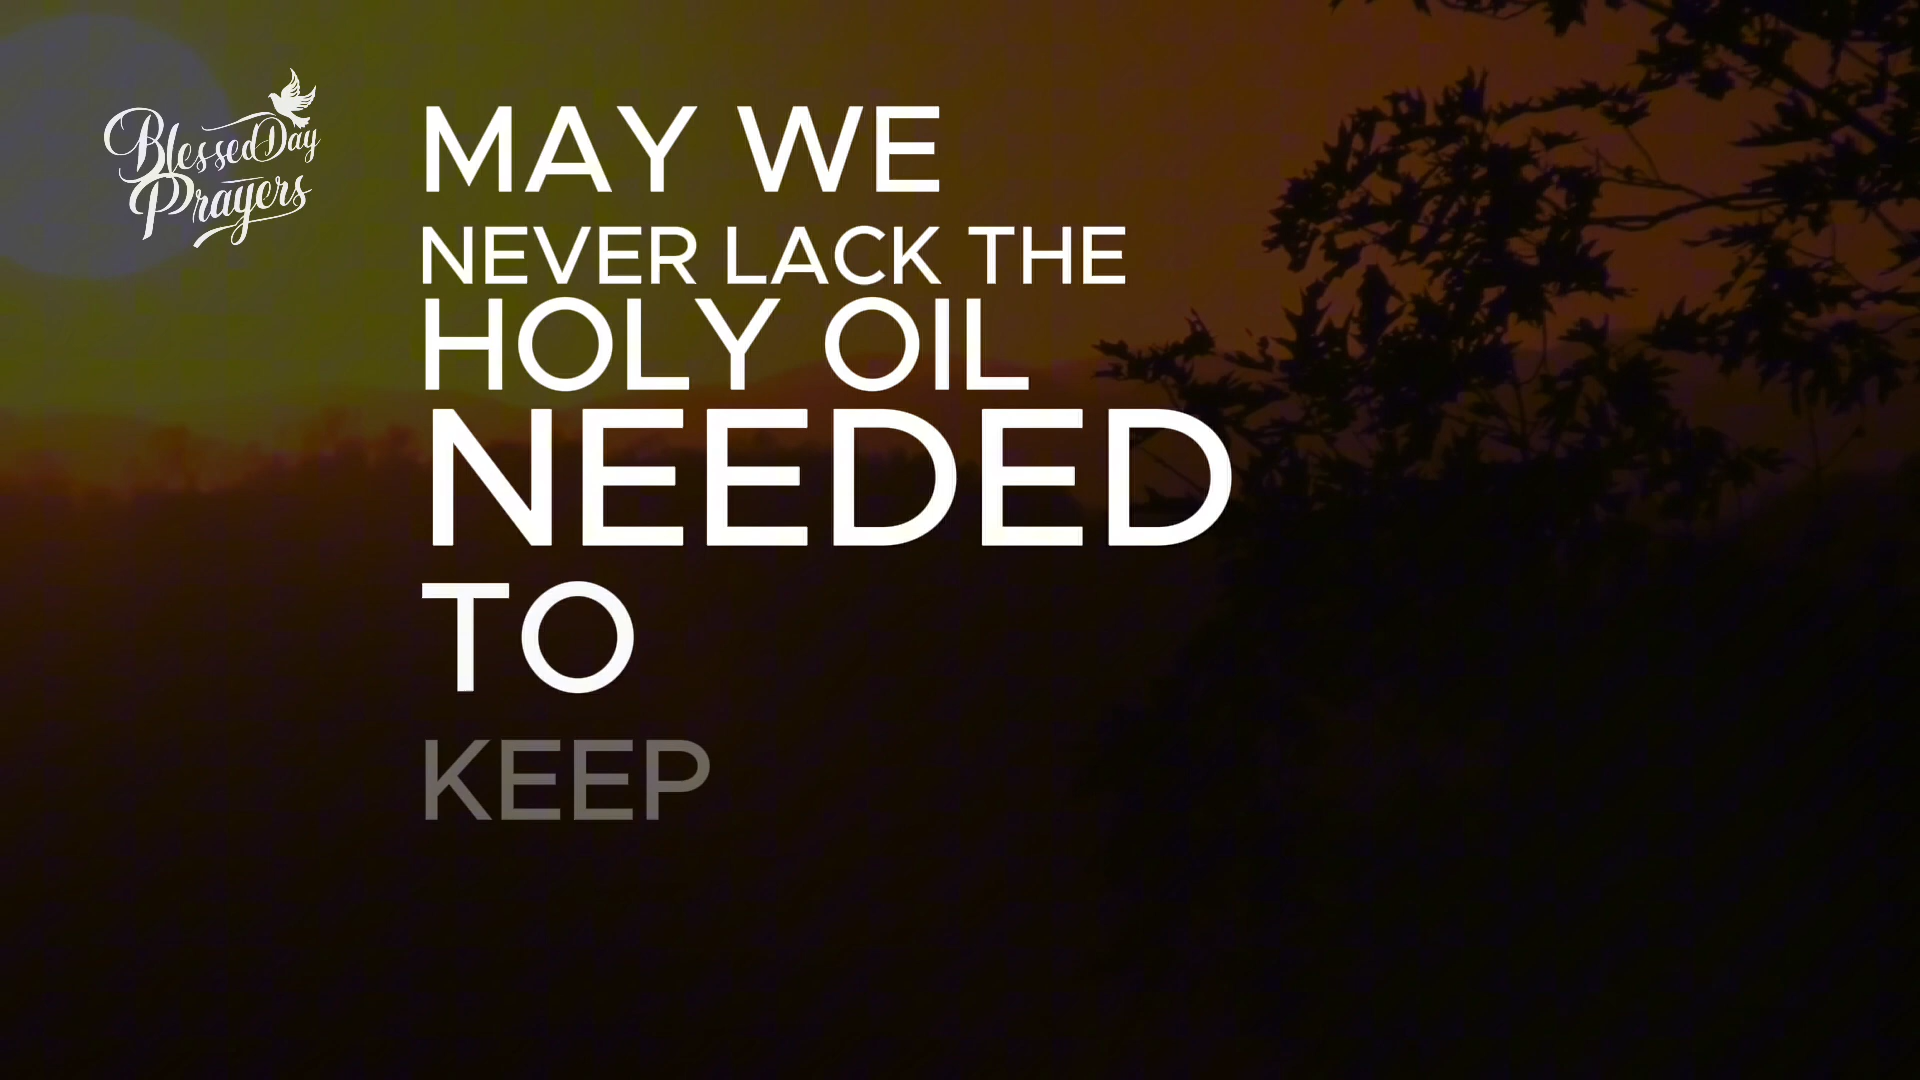 Blessed Day
Prayers
MAY WE
NEVER LACK THE
HOLY OIL
NEEDED
TO
KEEP